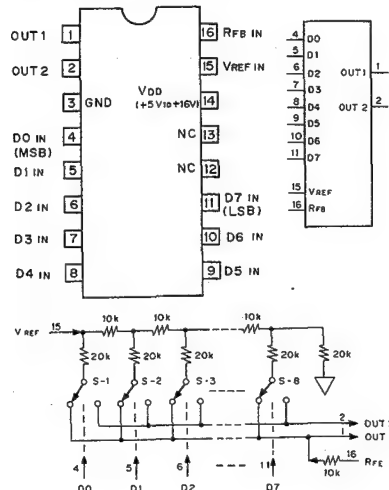 OUT 1 1
16 RFB IN
OUT 2 2
15 VREF IN
3 GND
VDD
(+5V TO +16V)
14
D0 IN 4
(MSB)
NC 13
D1 IN 5
NC 12
D2 IN 6
D7 IN 11
(LSB)
D3 IN 7
10 D6 IN
D4 IN 8
9 D5 IN
4 D0
5 D1
6 D2
7 D3
8 D4
9 D5
10 D6
11 D7
15 VREF
16 RFB
OUT1 1
OUT 2 2
VREF 15
10k 10k 10k
20k 20k 20k 20k 20k
S-1 S-2 S-3 S-8
2 OUT
1 OUT
16 RFE
10k
4 5 6 11
D0 D1 D2 D7